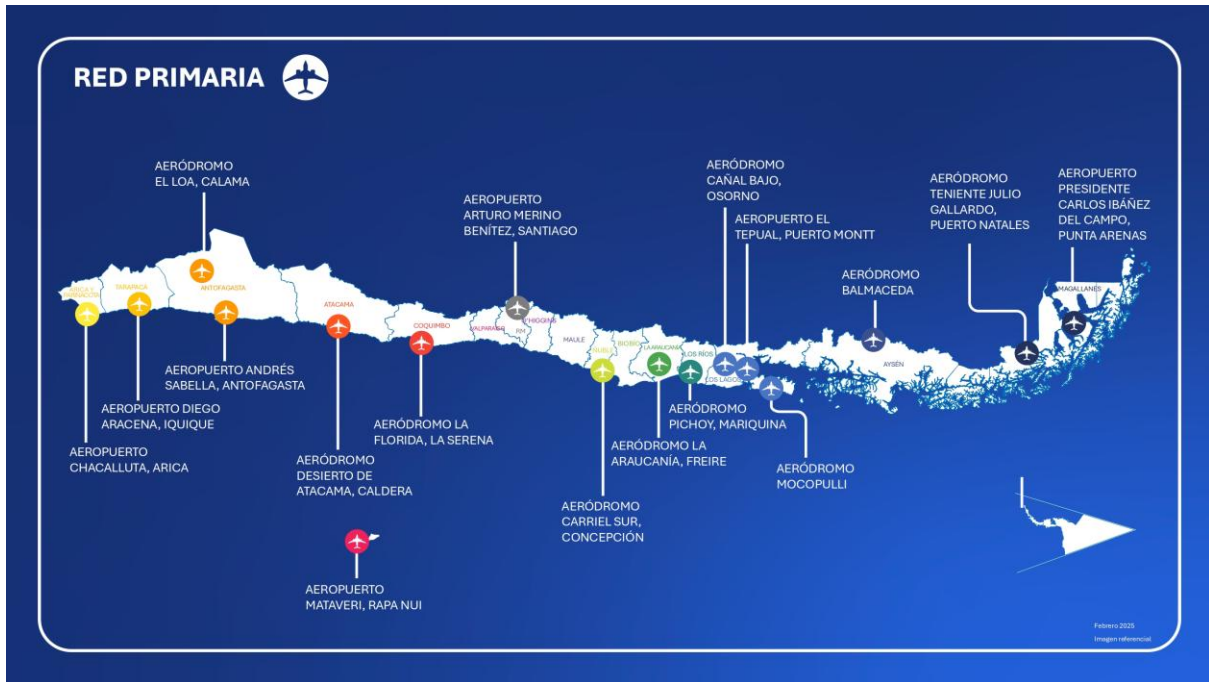 RED PRIMARIA
AERÓDROMO
EL LOA, CALAMA
AEROPUERTO
ARTURO MERINO
BENÍTEZ, SANTIAGO
AERÓDROMO
CAÑAL BAJO,
OSORNO
AEROPUERTO EL
TEPUAL, PUERTO MONTT
AERÓDROMO
BALMACEDA
AERÓDROMO
TENIENTE JULIO
GALLARDO,
PUERTO NATALES
AEROPUERTO
PRESIDENTE
CARLOS IBÁÑEZ
DEL CAMPO,
PUNTA ARENAS
ARICA Y
PARINACOTA
TARAPACÁ
ANTOFAGASTA
ATACAMA
COQUIMBO
VALPARAÍSO
RM
O'HIGGINS
MAULE
ÑUBLE
BIOBÍO
LA ARAUCANÍA
LOS RÍOS
LOS LAGOS
AYSÉN
MAGALLANES
AEROPUERTO
CHACALLUTA, ARICA
AEROPUERTO DIEGO
ARACENA, IQUIQUE
AEROPUERTO ANDRÉS
SABELLA, ANTOFAGASTA
AERÓDROMO
DESIERTO DE
ATACAMA, CALDERA
AERÓDROMO LA
FLORIDA, LA SERENA
AERÓDROMO
CARRIEL SUR,
CONCEPCIÓN
AERÓDROMO LA
ARAUCANÍA, FREIRE
AERÓDROMO
PICHOY, MARIQUINA
AERÓDROMO
MOCOPULLI
AEROPUERTO
MATAVERI, RAPA NUI
Febrero 2025
Imagen referencial